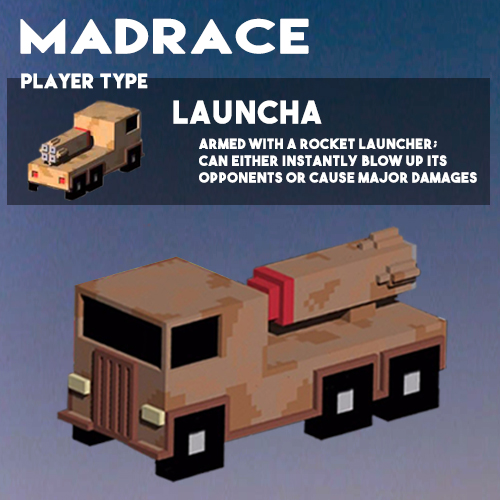 MADRACE
PLAYER TYPE
LAUNCHA
ARMED WITH A ROCKET LAUNCHER;
CAN EITHER INSTANTLY BLOW UP ITS
OPPONENTS OR CAUSE MAJOR DAMAGES